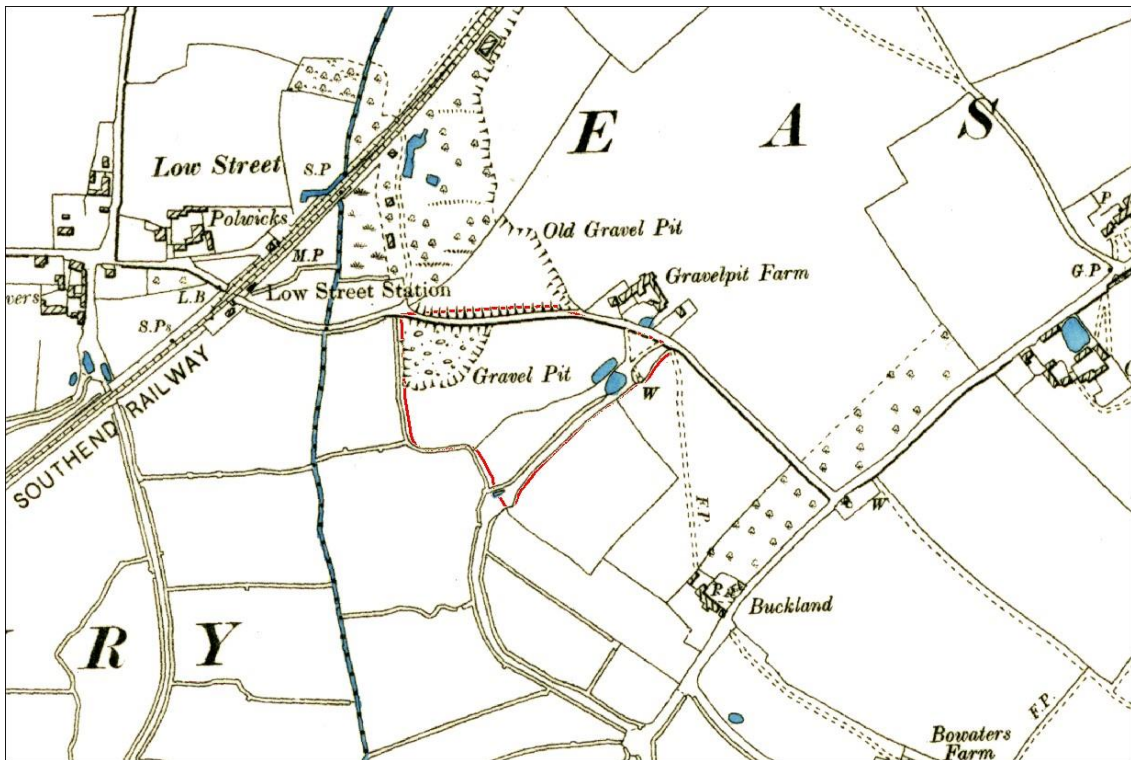 E A S
Low Street
S.P
P
Polwicks
Old Gravel Pit
M.P
Gravelpit Farm
G.P
L.B
Low Street Station
vers
S.Ps
Gravel Pit
W
SOUTHEND RAILWAY
F.P.
W
P
Buckland
R Y
F.P.
Bowaters
Farm